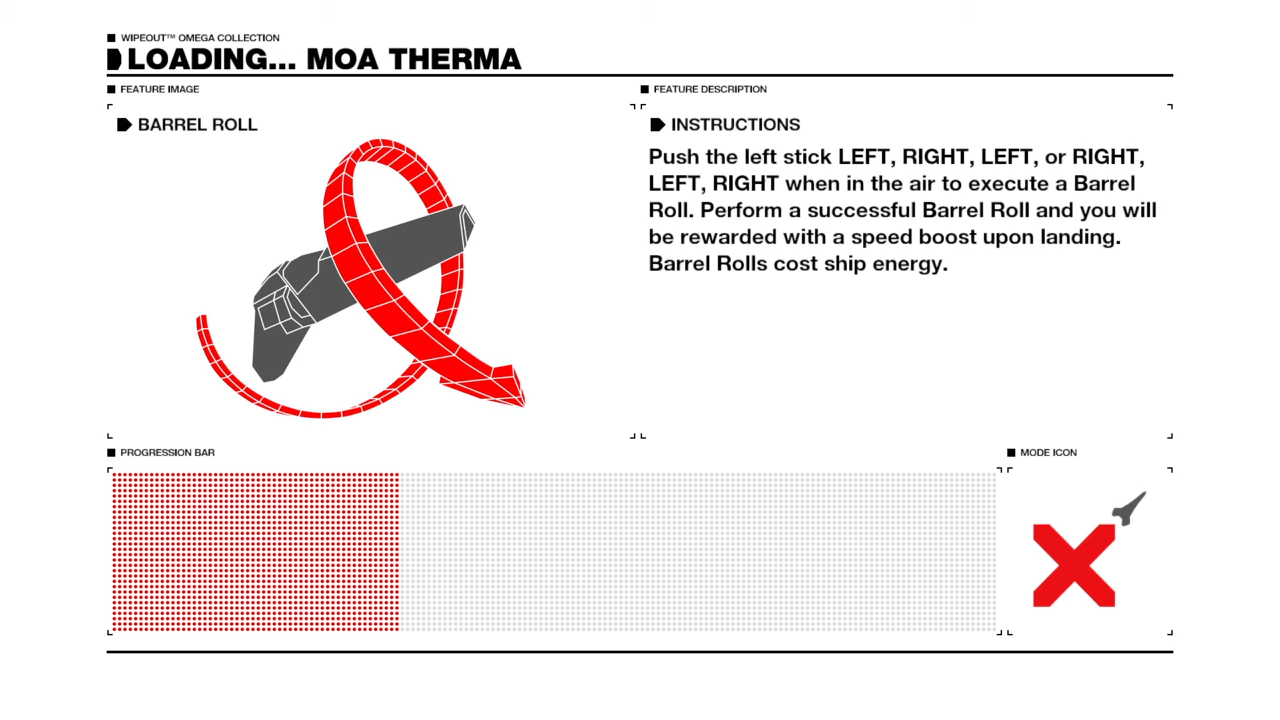 WIPEOUT™ OMEGA COLLECTION
LOADING... MOA THERMA
FEATURE IMAGE
BARREL ROLL
FEATURE DESCRIPTION
INSTRUCTIONS
Push the left stick LEFT, RIGHT, LEFT, or RIGHT,
LEFT, RIGHT when in the air to execute a Barrel
Roll. Perform a successful Barrel Roll and you will
be rewarded with a speed boost upon landing.
Barrel Rolls cost ship energy.
PROGRESSION BAR
MODE ICON